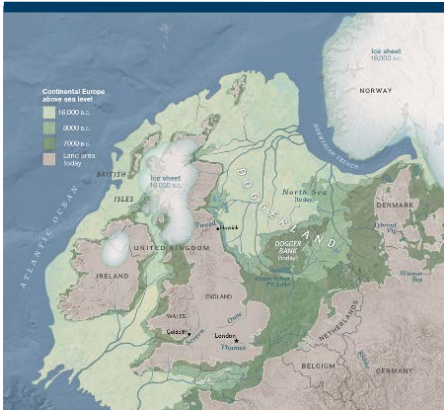 Ice sheet
16,000 B.C.
NORWAY
Continental Europe
above sea level
16,000 B.C.
8000 B.C.
7000 B.C.
Land area
today
NORWEGIAN TRENCH
Ice sheet
16,000 B.C.
BRITISH
ISLES
DOGGERLAND
North Sea
(today)
DENMARK
ATLANTIC OCEAN
Tweed
Howick
DOGGER
BANK
(today)
UNITED KINGDOM
IRELAND
ENGLAND
WALES
Ouse
Goldcliff
Severn
London
Thames
NETHERLANDS
BELGIUM
Rhine
GERMANY